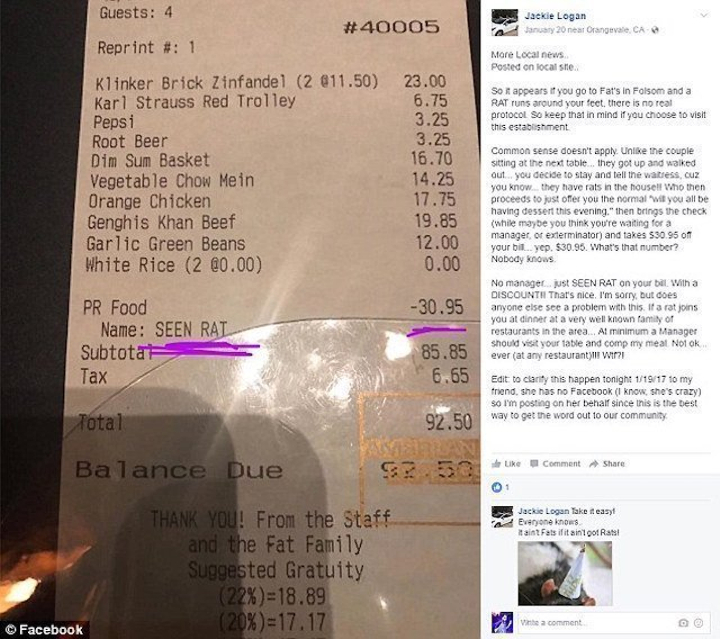 Guests: 4
#40005
Reprint #: 1
Klinker Brick Zinfandel (2 @11.50) 23.00
Karl Strauss Red Trolley 6.75
Pepsi 3.25
Root Beer 3.25
Dim Sum Basket 16.70
Vegetable Chow Mein 14.25
Orange Chicken 17.75
Genghis Khan Beef 19.85
Garlic Green Beans 12.00
White Rice (2 @0.00) 0.00
PR Food -30.95
Name: SEEN RAT
Subtotal 85.85
Tax 6.65
Total 92.50
Balance Due 92.50
THANK YOU! From the Staff
and the Fat Family
Suggested Gratuity
(22%)=18.89
(20%)=17.17
© Facebook
Jackie Logan
January 20 near Orangevale, CA
More Local news..
Posted on local site..
So it appears if you go to Fat's in Folsom and a
RAT runs around your feet, there is no real
protocol. So keep that in mind if you choose to visit
this establishment.
Common sense doesn't apply. Unlike the couple
sitting at the next table... they got up and walked
out... you decide to stay and tell the waitress, cuz
you know... they have rats in the house!! Who then
proceeds to just offer you the normal "will you all be
having dessert this evening," then brings the check
(while maybe you think you're waiting for a
manager, or exterminator) and takes $30.95 off
your bill... yep, $30.95. What's that number?
Nobody knows.
No manager... just SEEN RAT on your bill. With a
DISCOUNT!!! That's nice. I'm sorry, but does
anyone else see a problem with this. If a rat joins
you at dinner at a very well known family of
restaurants in the area... At minimum a Manager
should visit your table and comp my meal. Not ok...
ever (at any restaurant)!!! Wtf?!
Edit: to clarify this happen tonight 1/19/17 to my
friend, she has no Facebook (I know, she's crazy)
so I'm posting on her behalf since this is the best
way to get the word out to our community.
Like Comment Share
1
Jackie Logan Take it easy!
Everyone knows..
It ain't Fats if it ain't got Rats!
Write a comment...